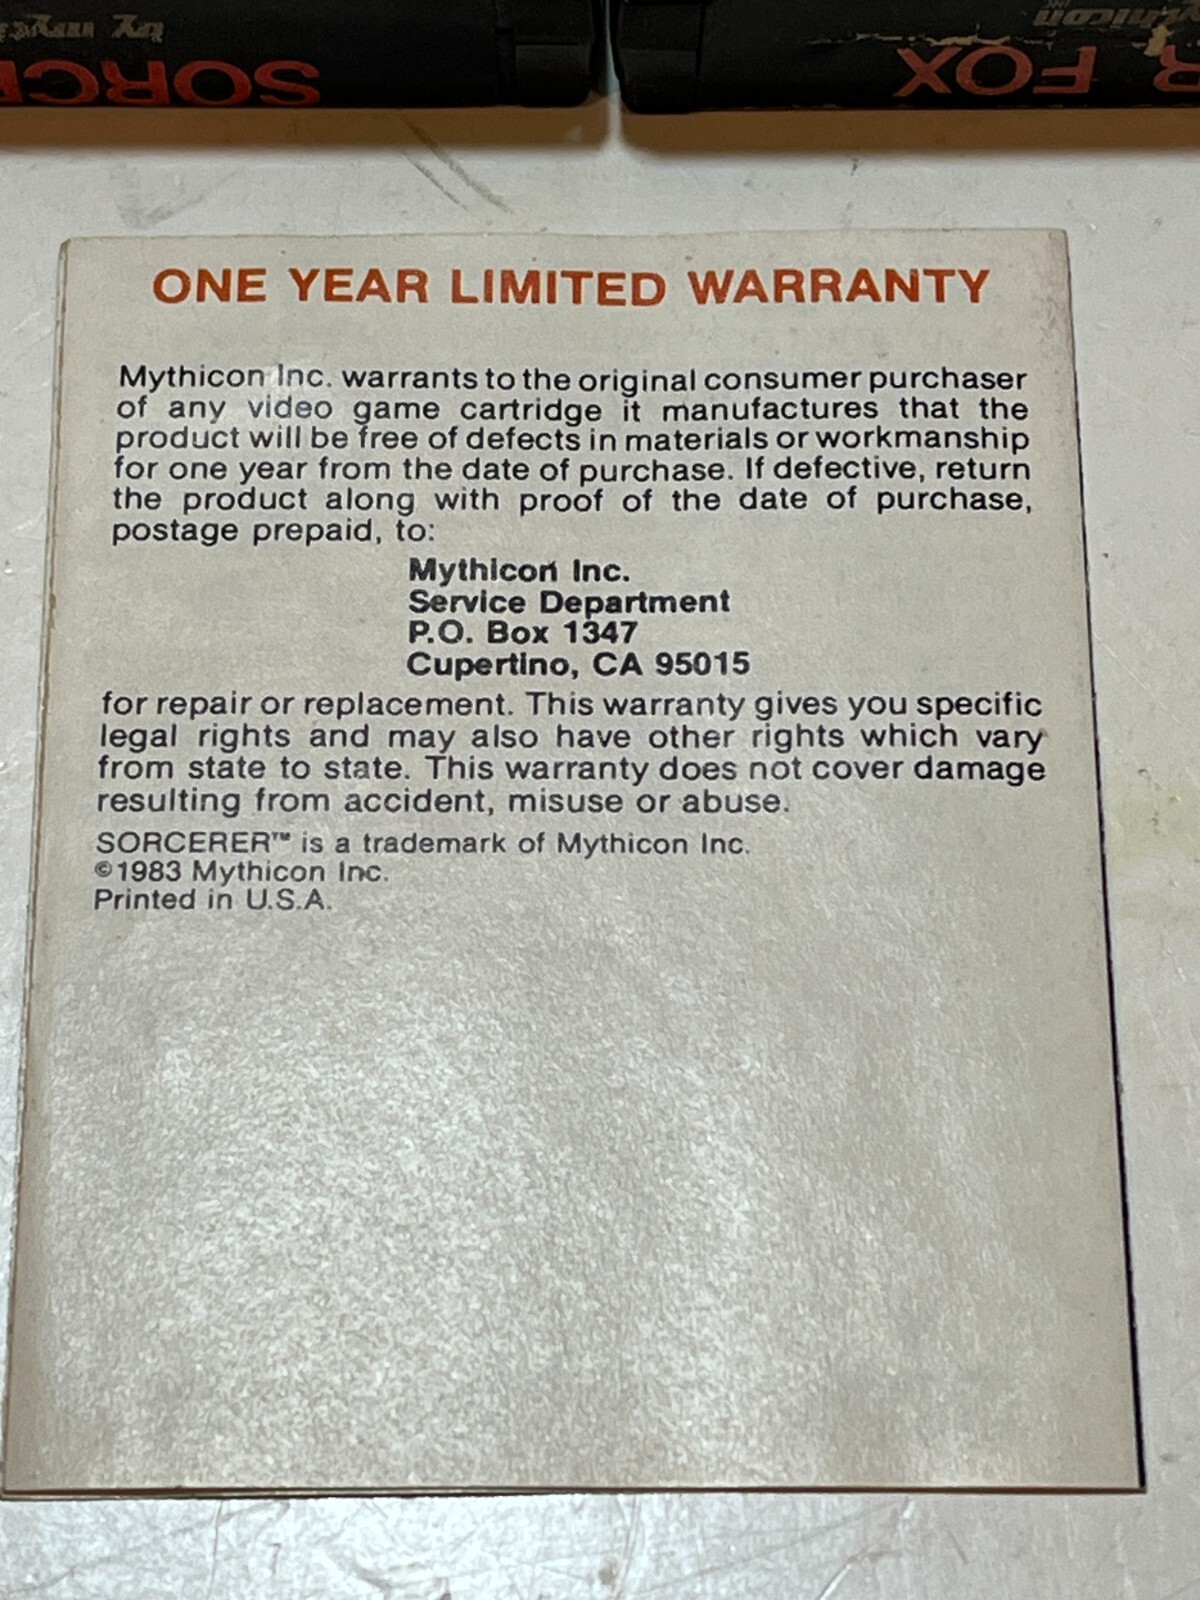 SORCE
by Mythicon
R FOX
Mythicon INC
ONE YEAR LIMITED WARRANTY
Mythicon Inc. warrants to the original consumer purchaser
of any video game cartridge it manufactures that the
product will be free of defects in materials or workmanship
for one year from the date of purchase. If defective, return
the product along with proof of the date of purchase,
postage prepaid, to:
Mythicon Inc.
Service Department
P.O. Box 1347
Cupertino, CA 95015
for repair or replacement. This warranty gives you specific
legal rights and may also have other rights which vary
from state to state. This warranty does not cover damage
resulting from accident, misuse or abuse.
SORCERER™ is a trademark of Mythicon Inc.
©1983 Mythicon Inc.
Printed in U.S.A.